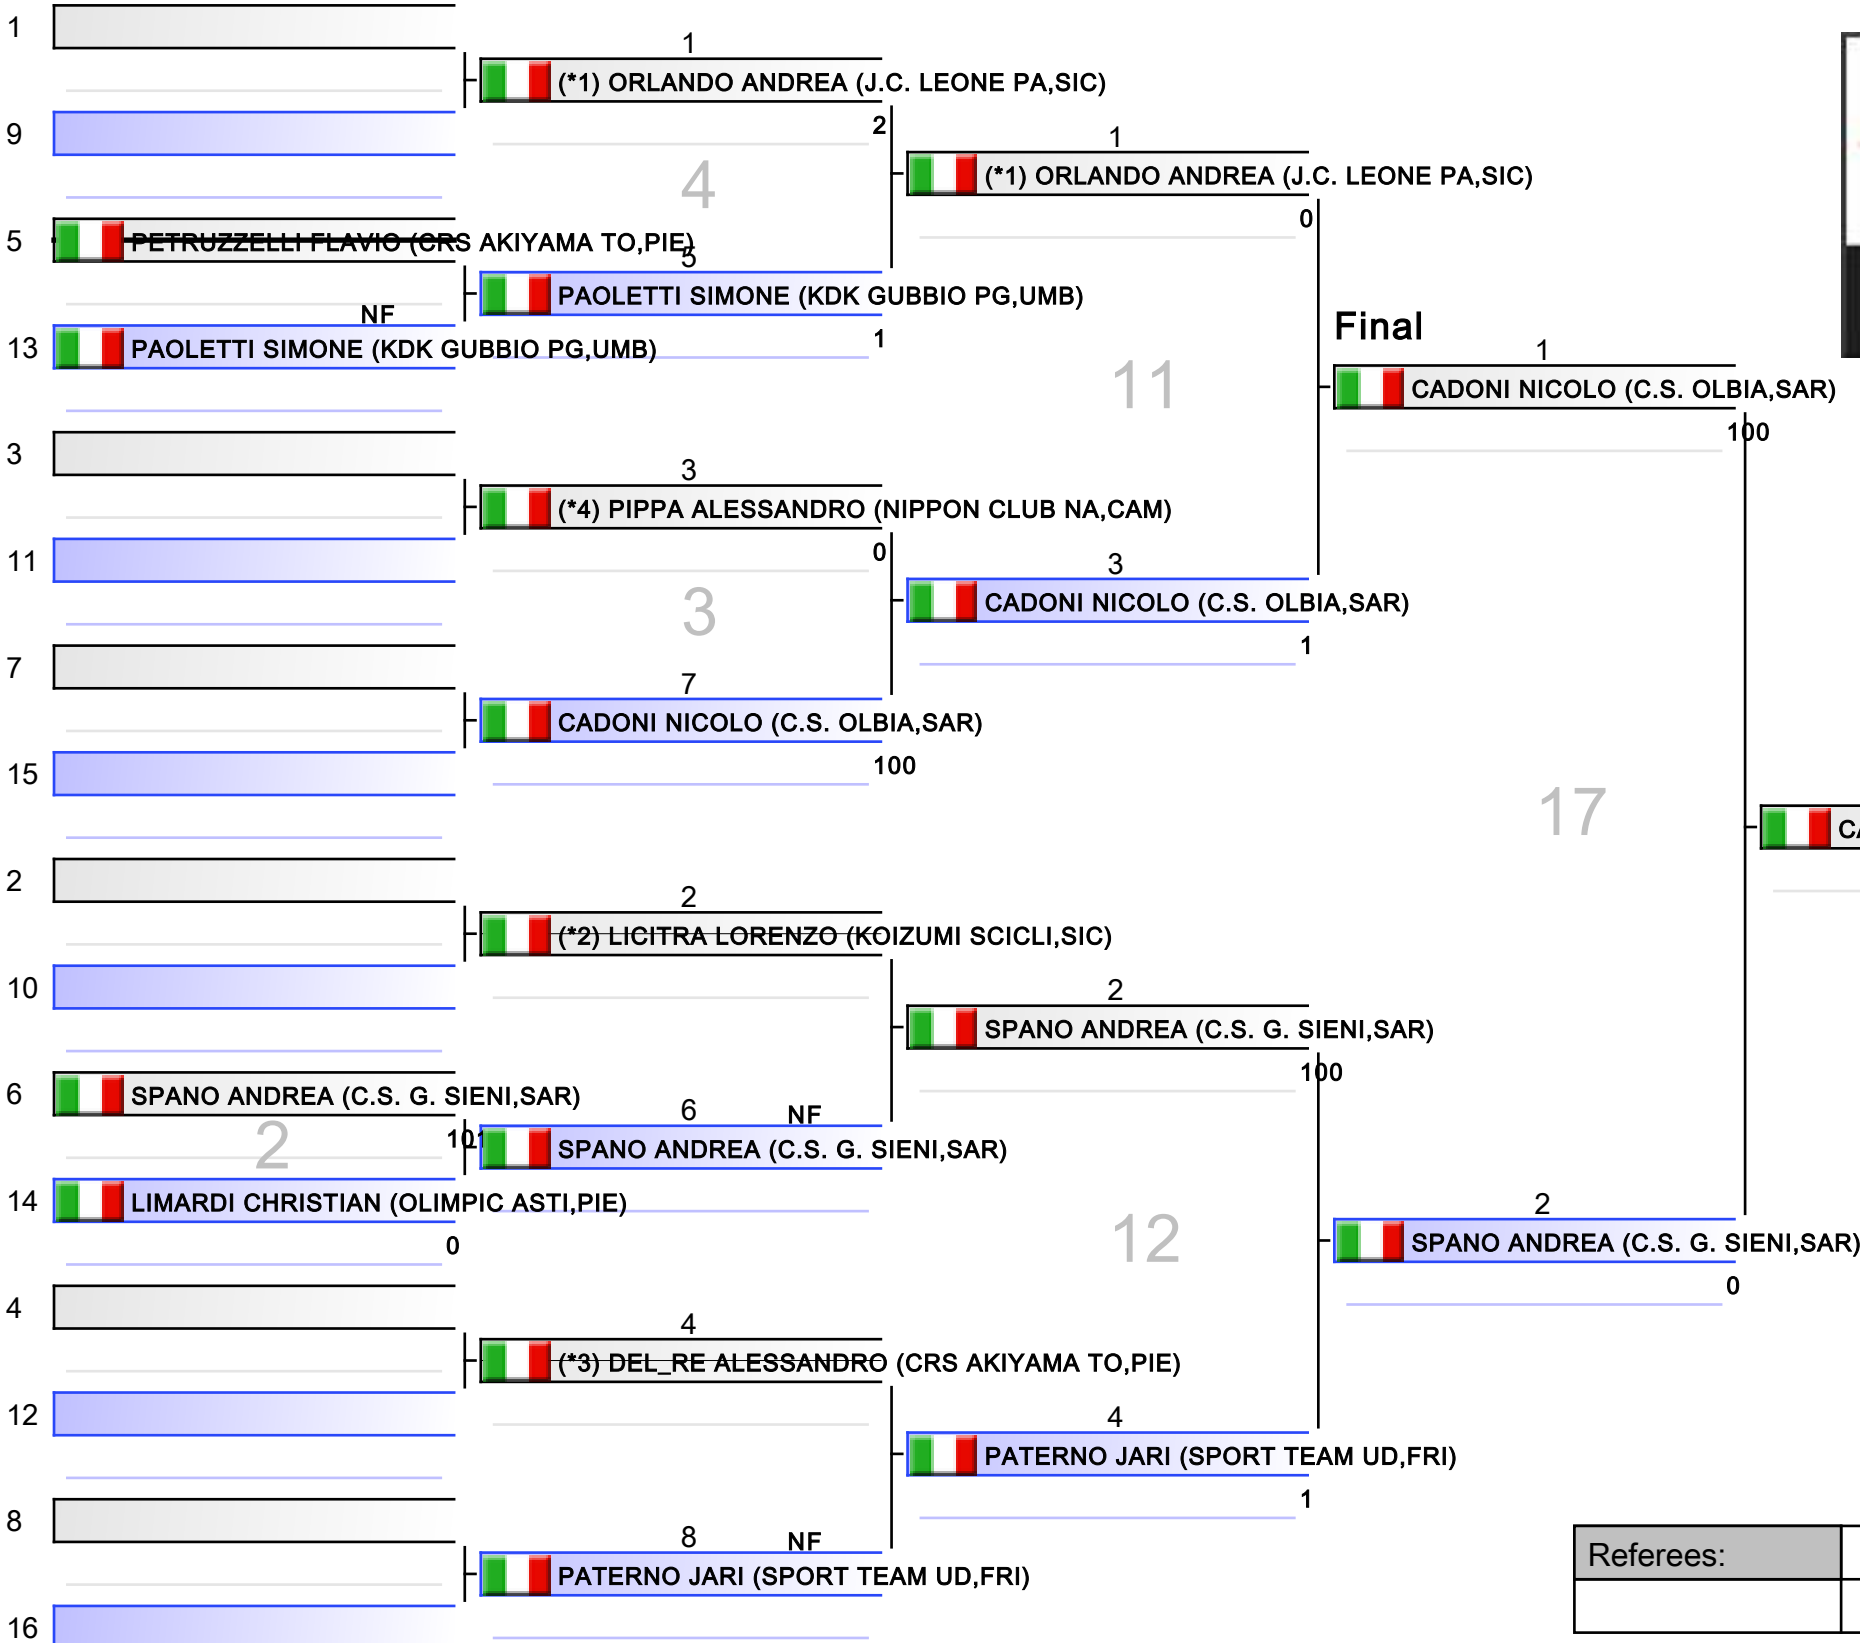 1
1
(*1) ORLANDO ANDREA (J.C. LEONE PA,SIC)
2
9
1
4
(*1) ORLANDO ANDREA (J.C. LEONE PA,SIC)
0
5
PETRUZZELLI FLAVIO (CRS AKIYAMA TO,PIE)
5
PAOLETTI SIMONE (KDK GUBBIO PG,UMB)
NF
Final
1
13
PAOLETTI SIMONE (KDK GUBBIO PG,UMB)
1
11
CADONI NICOLO (C.S. OLBIA,SAR)
100
3
3
(*4) PIPPA ALESSANDRO (NIPPON CLUB NA,CAM)
0
11
3
3
CADONI NICOLO (C.S. OLBIA,SAR)
1
7
7
CADONI NICOLO (C.S. OLBIA,SAR)
100
15
17
2
2
(*2) LICITRA LORENZO (KOIZUMI SCICLI,SIC)
10
2
SPANO ANDREA (C.S. G. SIENI,SAR)
100
6
SPANO ANDREA (C.S. G. SIENI,SAR)
6
NF
2
SPANO ANDREA (C.S. G. SIENI,SAR)
14
LIMARDI CHRISTIAN (OLIMPIC ASTI,PIE)
0
12
2
SPANO ANDREA (C.S. G. SIENI,SAR)
0
4
4
(*3) DEL_RE ALESSANDRO (CRS AKIYAMA TO,PIE)
12
4
PATERNO JARI (SPORT TEAM UD,FRI)
1
8
8
NF
PATERNO JARI (SPORT TEAM UD,FRI)
Referees:
16